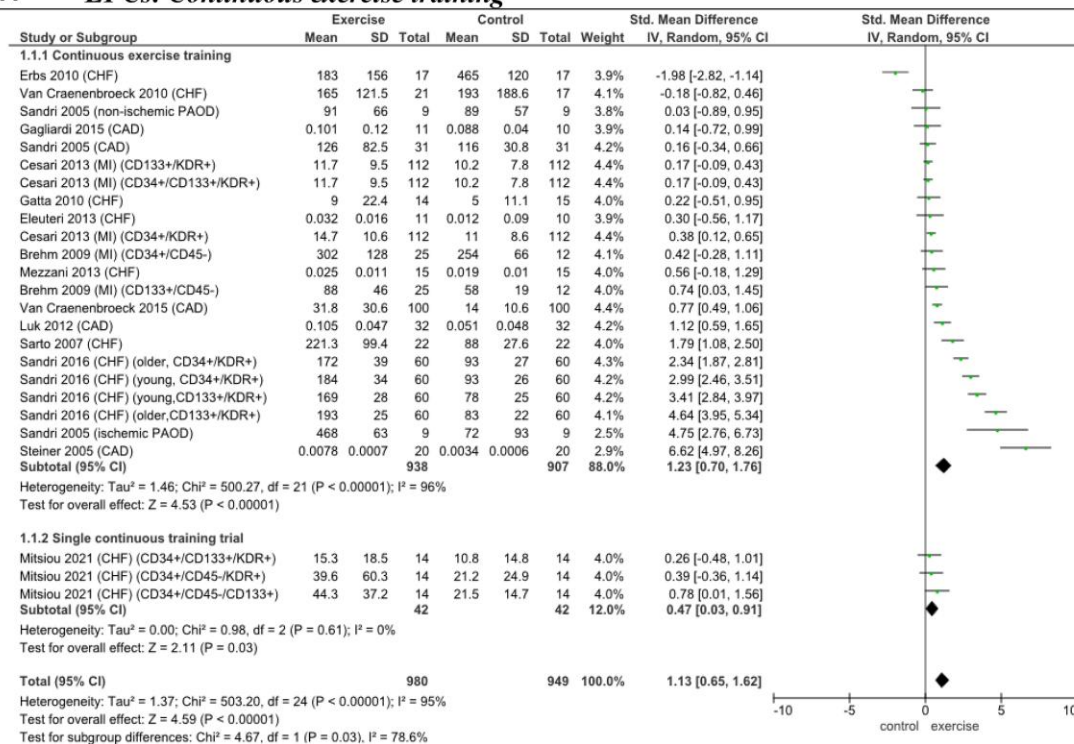 EPCs: Continuous exercise training
Exercise Control Std. Mean Difference Std. Mean Difference
Study or Subgroup Mean SD Total Mean SD Total Weight IV, Random, 95% CI IV, Random, 95% CI
1.1.1 Continuous exercise training
Erbs 2010 (CHF) 183 156 17 465 120 17 3.9% -1.98 [-2.82, -1.14]
Van Craenenbroeck 2010 (CHF) 165 121.5 21 193 188.6 17 4.1% -0.18 [-0.82, 0.46]
Sandri 2005 (non-ischemic PAOD) 91 66 9 89 57 9 3.8% 0.03 [-0.89, 0.95]
Gagliardi 2015 (CAD) 0.101 0.12 11 0.088 0.04 10 3.9% 0.14 [-0.72, 0.99]
Sandri 2005 (CAD) 126 82.5 31 116 30.8 31 4.2% 0.16 [-0.34, 0.66]
Cesari 2013 (MI) (CD133+/KDR+) 11.7 9.5 112 10.2 7.8 112 4.4% 0.17 [-0.09, 0.43]
Cesari 2013 (MI) (CD34+/CD133+/KDR+) 11.7 9.5 112 10.2 7.8 112 4.4% 0.17 [-0.09, 0.43]
Gatta 2010 (CHF) 9 22.4 14 5 11.1 15 4.0% 0.22 [-0.51, 0.95]
Eleuteri 2013 (CHF) 0.032 0.016 11 0.012 0.09 10 3.9% 0.30 [-0.56, 1.17]
Cesari 2013 (MI) (CD34+/KDR+) 14.7 10.6 112 11 8.6 112 4.4% 0.38 [0.12, 0.65]
Brehm 2009 (MI) (CD34+/CD45-) 302 128 25 254 66 12 4.1% 0.42 [-0.28, 1.11]
Mezzani 2013 (CHF) 0.025 0.011 15 0.019 0.01 15 4.0% 0.56 [-0.18, 1.29]
Brehm 2009 (MI) (CD133+/CD45-) 88 46 25 58 19 12 4.0% 0.74 [0.03, 1.45]
Van Craenenbroeck 2015 (CAD) 31.8 30.6 100 14 10.6 100 4.4% 0.77 [0.49, 1.06]
Luk 2012 (CAD) 0.105 0.047 32 0.051 0.048 32 4.2% 1.12 [0.59, 1.65]
Sarto 2007 (CHF) 221.3 99.4 22 88 27.6 22 4.0% 1.79 [1.08, 2.50]
Sandri 2016 (CHF) (older, CD34+/KDR+) 172 39 60 93 27 60 4.3% 2.34 [1.87, 2.81]
Sandri 2016 (CHF) (young, CD34+/KDR+) 184 34 60 93 26 60 4.2% 2.99 [2.46, 3.51]
Sandri 2016 (CHF) (young,CD133+/KDR+) 169 28 60 78 25 60 4.2% 3.41 [2.84, 3.97]
Sandri 2016 (CHF) (older,CD133+/KDR+) 193 25 60 83 22 60 4.1% 4.64 [3.95, 5.34]
Sandri 2005 (ischemic PAOD) 468 63 9 72 93 9 2.5% 4.75 [2.76, 6.73]
Steiner 2005 (CAD) 0.0078 0.0007 20 0.0034 0.0006 20 2.9% 6.62 [4.97, 8.26]
Subtotal (95% CI) 938 907 88.0% 1.23 [0.70, 1.76]
Heterogeneity: Tau² = 1.46; Chi² = 500.27, df = 21 (P < 0.00001); I² = 96%
Test for overall effect: Z = 4.53 (P < 0.00001)
1.1.2 Single continuous training trial
Mitsiou 2021 (CHF) (CD34+/CD133+/KDR+) 15.3 18.5 14 10.8 14.8 14 4.0% 0.26 [-0.48, 1.01]
Mitsiou 2021 (CHF) (CD34+/CD45-/KDR+) 39.6 60.3 14 21.2 24.9 14 4.0% 0.39 [-0.36, 1.14]
Mitsiou 2021 (CHF) (CD34+/CD45-/CD133+) 44.3 37.2 14 21.5 14.7 14 4.0% 0.78 [0.01, 1.56]
Subtotal (95% CI) 42 42 12.0% 0.47 [0.03, 0.91]
Heterogeneity: Tau² = 0.00; Chi² = 0.98, df = 2 (P = 0.61); I² = 0%
Test for overall effect: Z = 2.11 (P = 0.03)
Total (95% CI) 980 949 100.0% 1.13 [0.65, 1.62]
Heterogeneity: Tau² = 1.37; Chi² = 503.20, df = 24 (P < 0.00001); I² = 95%
-10 -5 0 5 10
Test for overall effect: Z = 4.59 (P < 0.00001)
control exercise
Test for subgroup differences: Chi² = 4.67, df = 1 (P = 0.03), I² = 78.6%